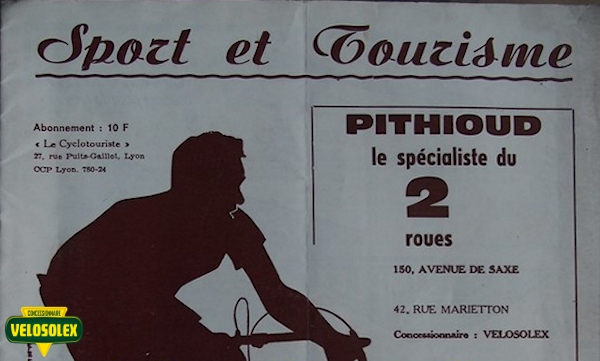 Sport et Tourisme
Abonnement : 10 F
« Le Cyclotouriste »
27, rue Puits-Gaillot, Lyon
CCP Lyon. 780-24
PITHIOUD
le spécialiste du
2
roues
150, AVENUE DE SAXE
42, RUE MARIETTON
Concessionnaire : VELOSOLEX
CONCESSIONNAIRE
VELOSOLEX